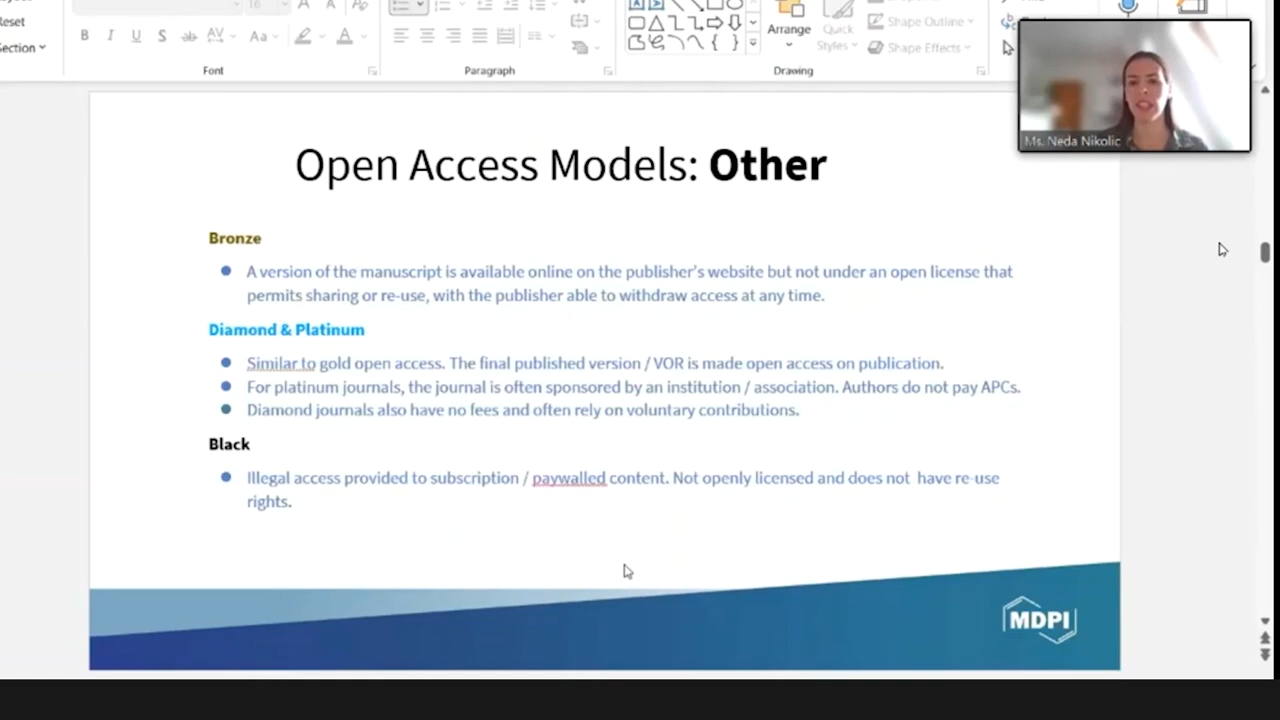 Reset
Section
16
B I U S ab AV Aa A
Font
Paragraph
Arrange
Quick
Styles
Shape Outline
Shape Effects
Drawing
Ms. Neda Nikolic
Open Access Models: Other
Bronze
A version of the manuscript is available online on the publisher's website but not under an open license that
permits sharing or re-use, with the publisher able to withdraw access at any time.
Diamond & Platinum
Similar to gold open access. The final published version / VOR is made open access on publication.
For platinum journals, the journal is often sponsored by an institution / association. Authors do not pay APCs.
Diamond journals also have no fees and often rely on voluntary contributions.
Black
Illegal access provided to subscription / paywalled content. Not openly licensed and does not have re-use
rights.
MDPI